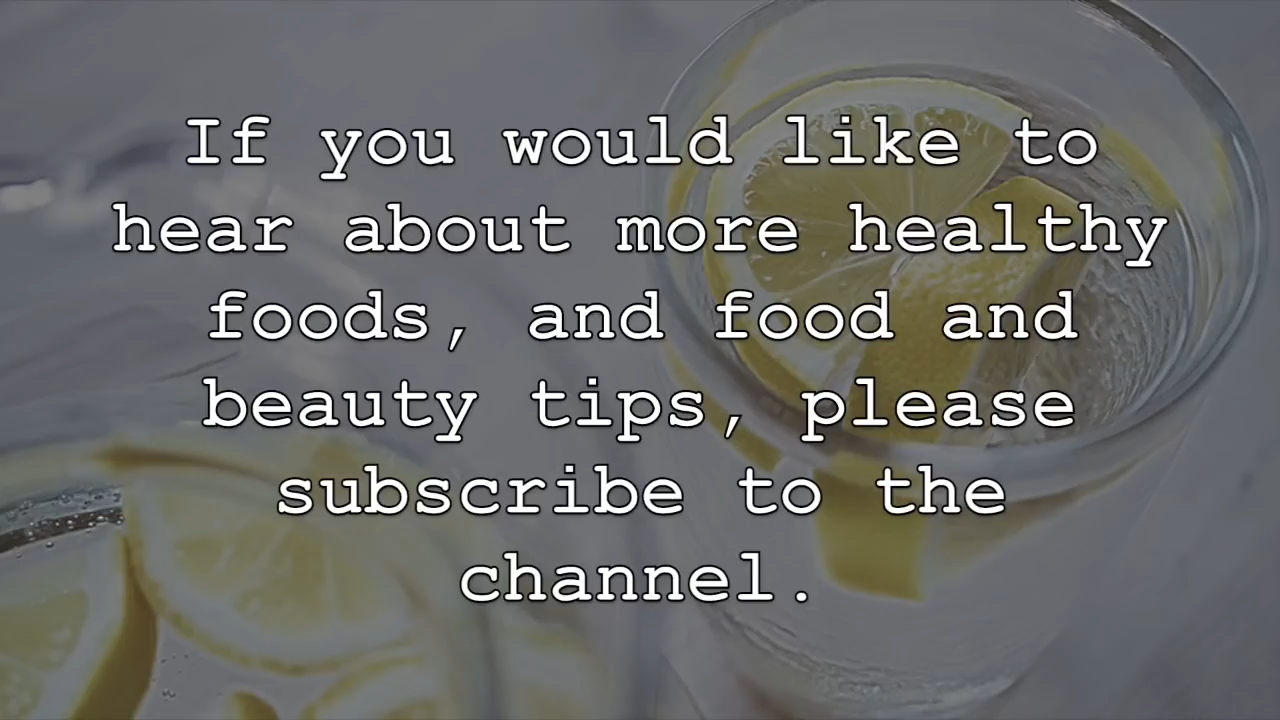 If you would like to
hear about more healthy
foods, and food and
beauty tips, please
subscribe to the
channel.